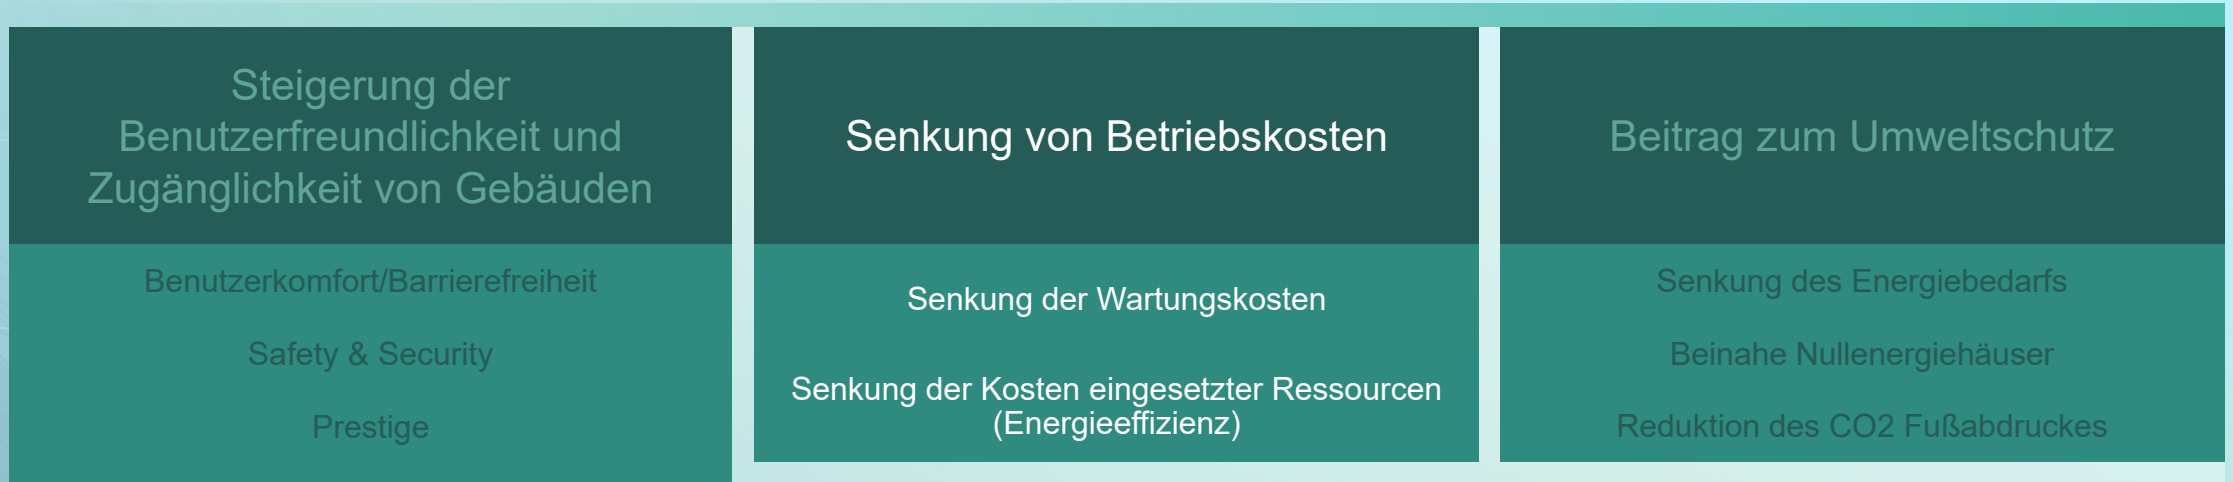 Steigerung der
Benutzerfreundlichkeit und
Zugänglichkeit von Gebäuden
Benutzerkomfort/Barrierefreiheit
Safety & Security
Prestige
Senkung von Betriebskosten
Senkung der Wartungskosten
Senkung der Kosten eingesetzter Ressourcen
(Energieeffizienz)
Beitrag zum Umweltschutz
Senkung des Energiebedarfs
Beinahe Nullenergiehäuser
Reduktion des CO2 Fußabdruckes